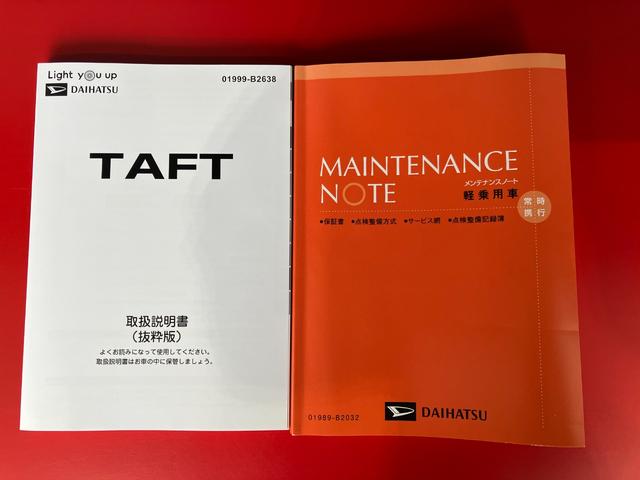 Light you up
DAIHATSU
01999-B2638
TAFT
取扱説明書
（抜粋版）
よくお読みになって使用してください。
取扱説明書はお車の中に保管しましょう。
MAINTENANCE
NOTE
メンテナンスノート
軽乗用車
常時
携行
●保証書 ●点検整備方式 ●サービス網 ●点検整備記録簿
01989-B2032
DAIHATSU